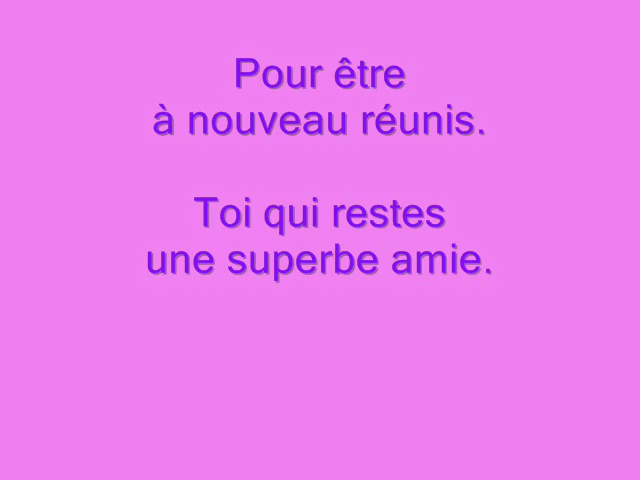 Pour être
à nouveau réunis.
Toi qui restes
une superbe amie.